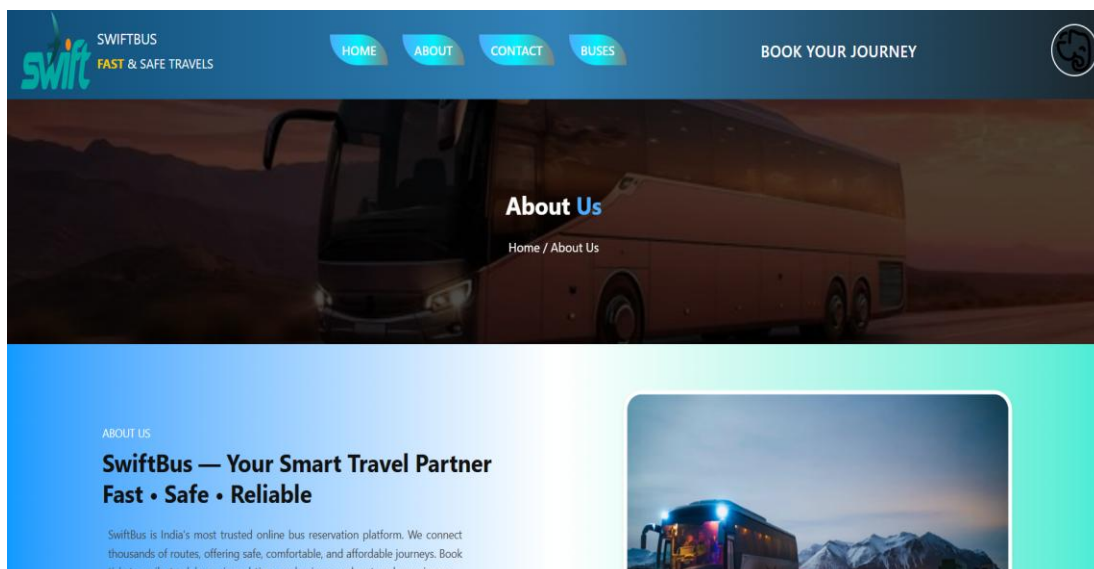 swift
SWIFTBUS
FAST & SAFE TRAVELS
HOME ABOUT CONTACT BUSES
BOOK YOUR JOURNEY
About Us
Home / About Us
ABOUT US
SwiftBus — Your Smart Travel Partner
Fast • Safe • Reliable
SwiftBus is India's most trusted online bus reservation platform. We connect
thousands of routes, offering safe, comfortable, and affordable journeys. Book